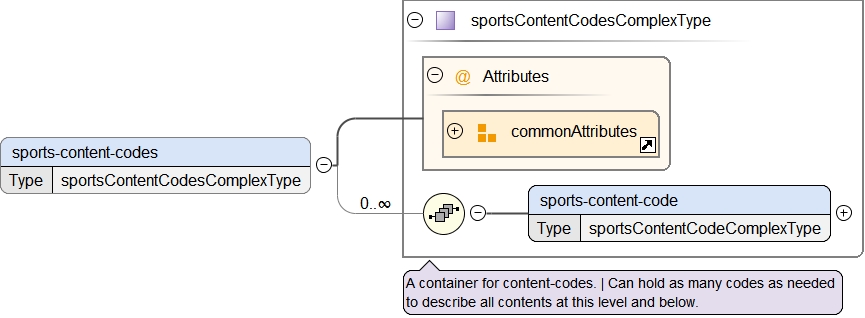 sportsContentCodesComplexType
@ Attributes
commonAttributes
sports-content-codes
Type sportsContentCodesComplexType
0..∞
sports-content-code
Type sportsContentCodeComplexType
A container for content-codes. | Can hold as many codes as needed
to describe all contents at this level and below.